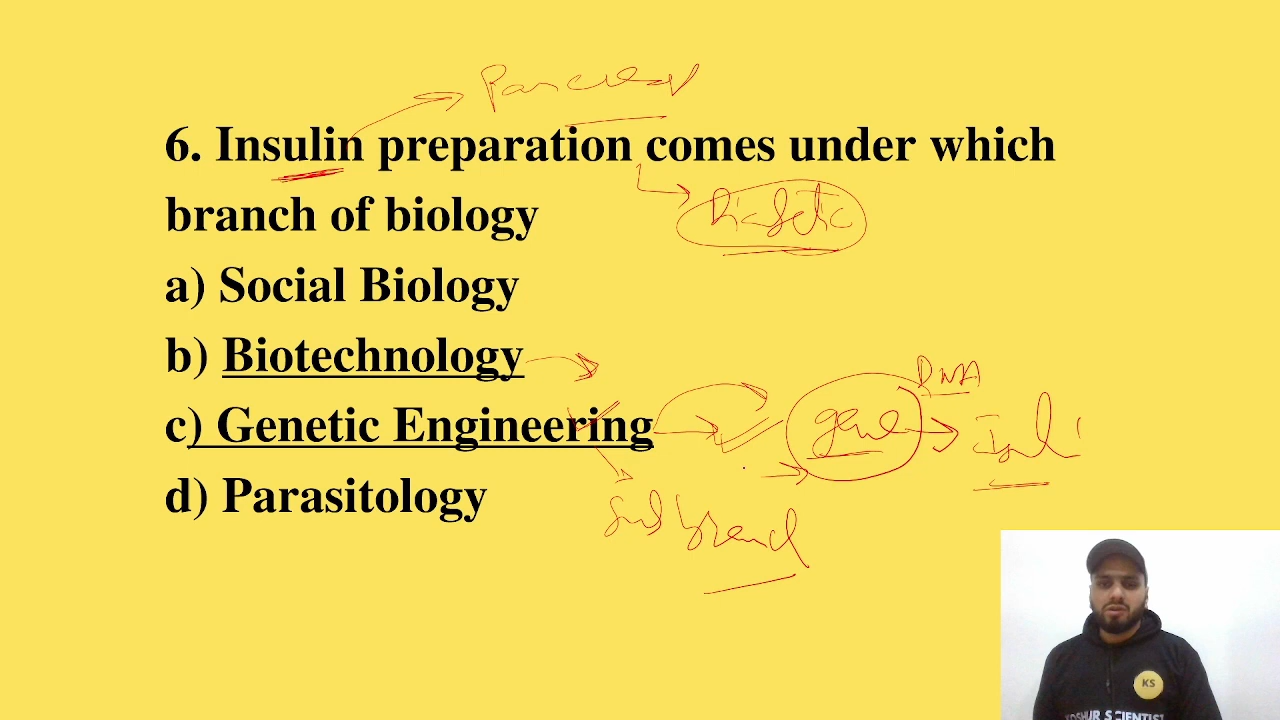 Pancreas
6. Insulin preparation comes under which
Diabetic
branch of biology
a) Social Biology
b) Biotechnology
DNA
c) Genetic Engineering
gene
d) Parasitology
Sub branch
KS